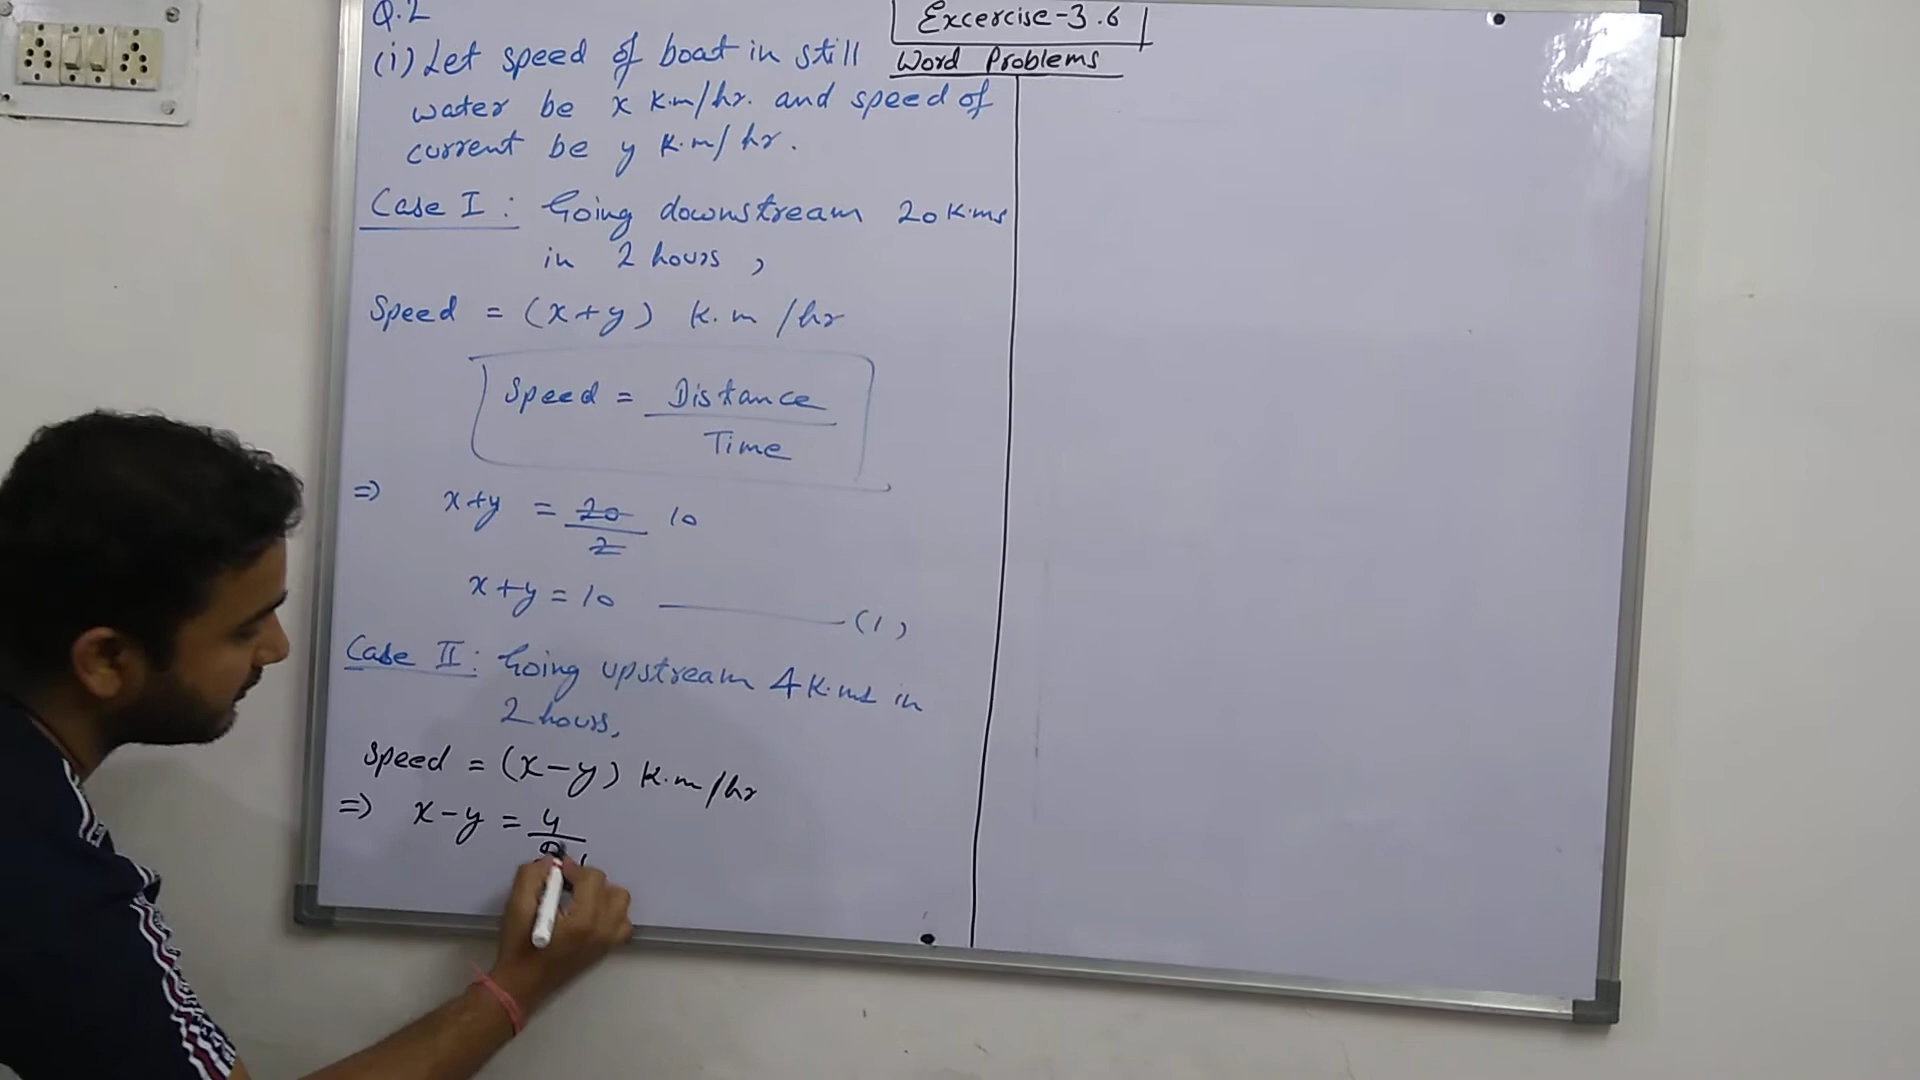 Q.2
Excercise-3.6
Word Problems
(i) Let speed of boat in still
water be x K.m/hr. and speed of
current be y K.m/hr.
Case I : Going downstream 20 K.ms
in 2 hours,
Speed = (x+y) K.m/hr
Speed = Distance
Time
=> x+y = 20 10
2
x+y = 10 ——— (1)
Case II : Going upstream 4 K.ms in
2 hours,
Speed = (x-y) K.m/hr
=> x-y = 4